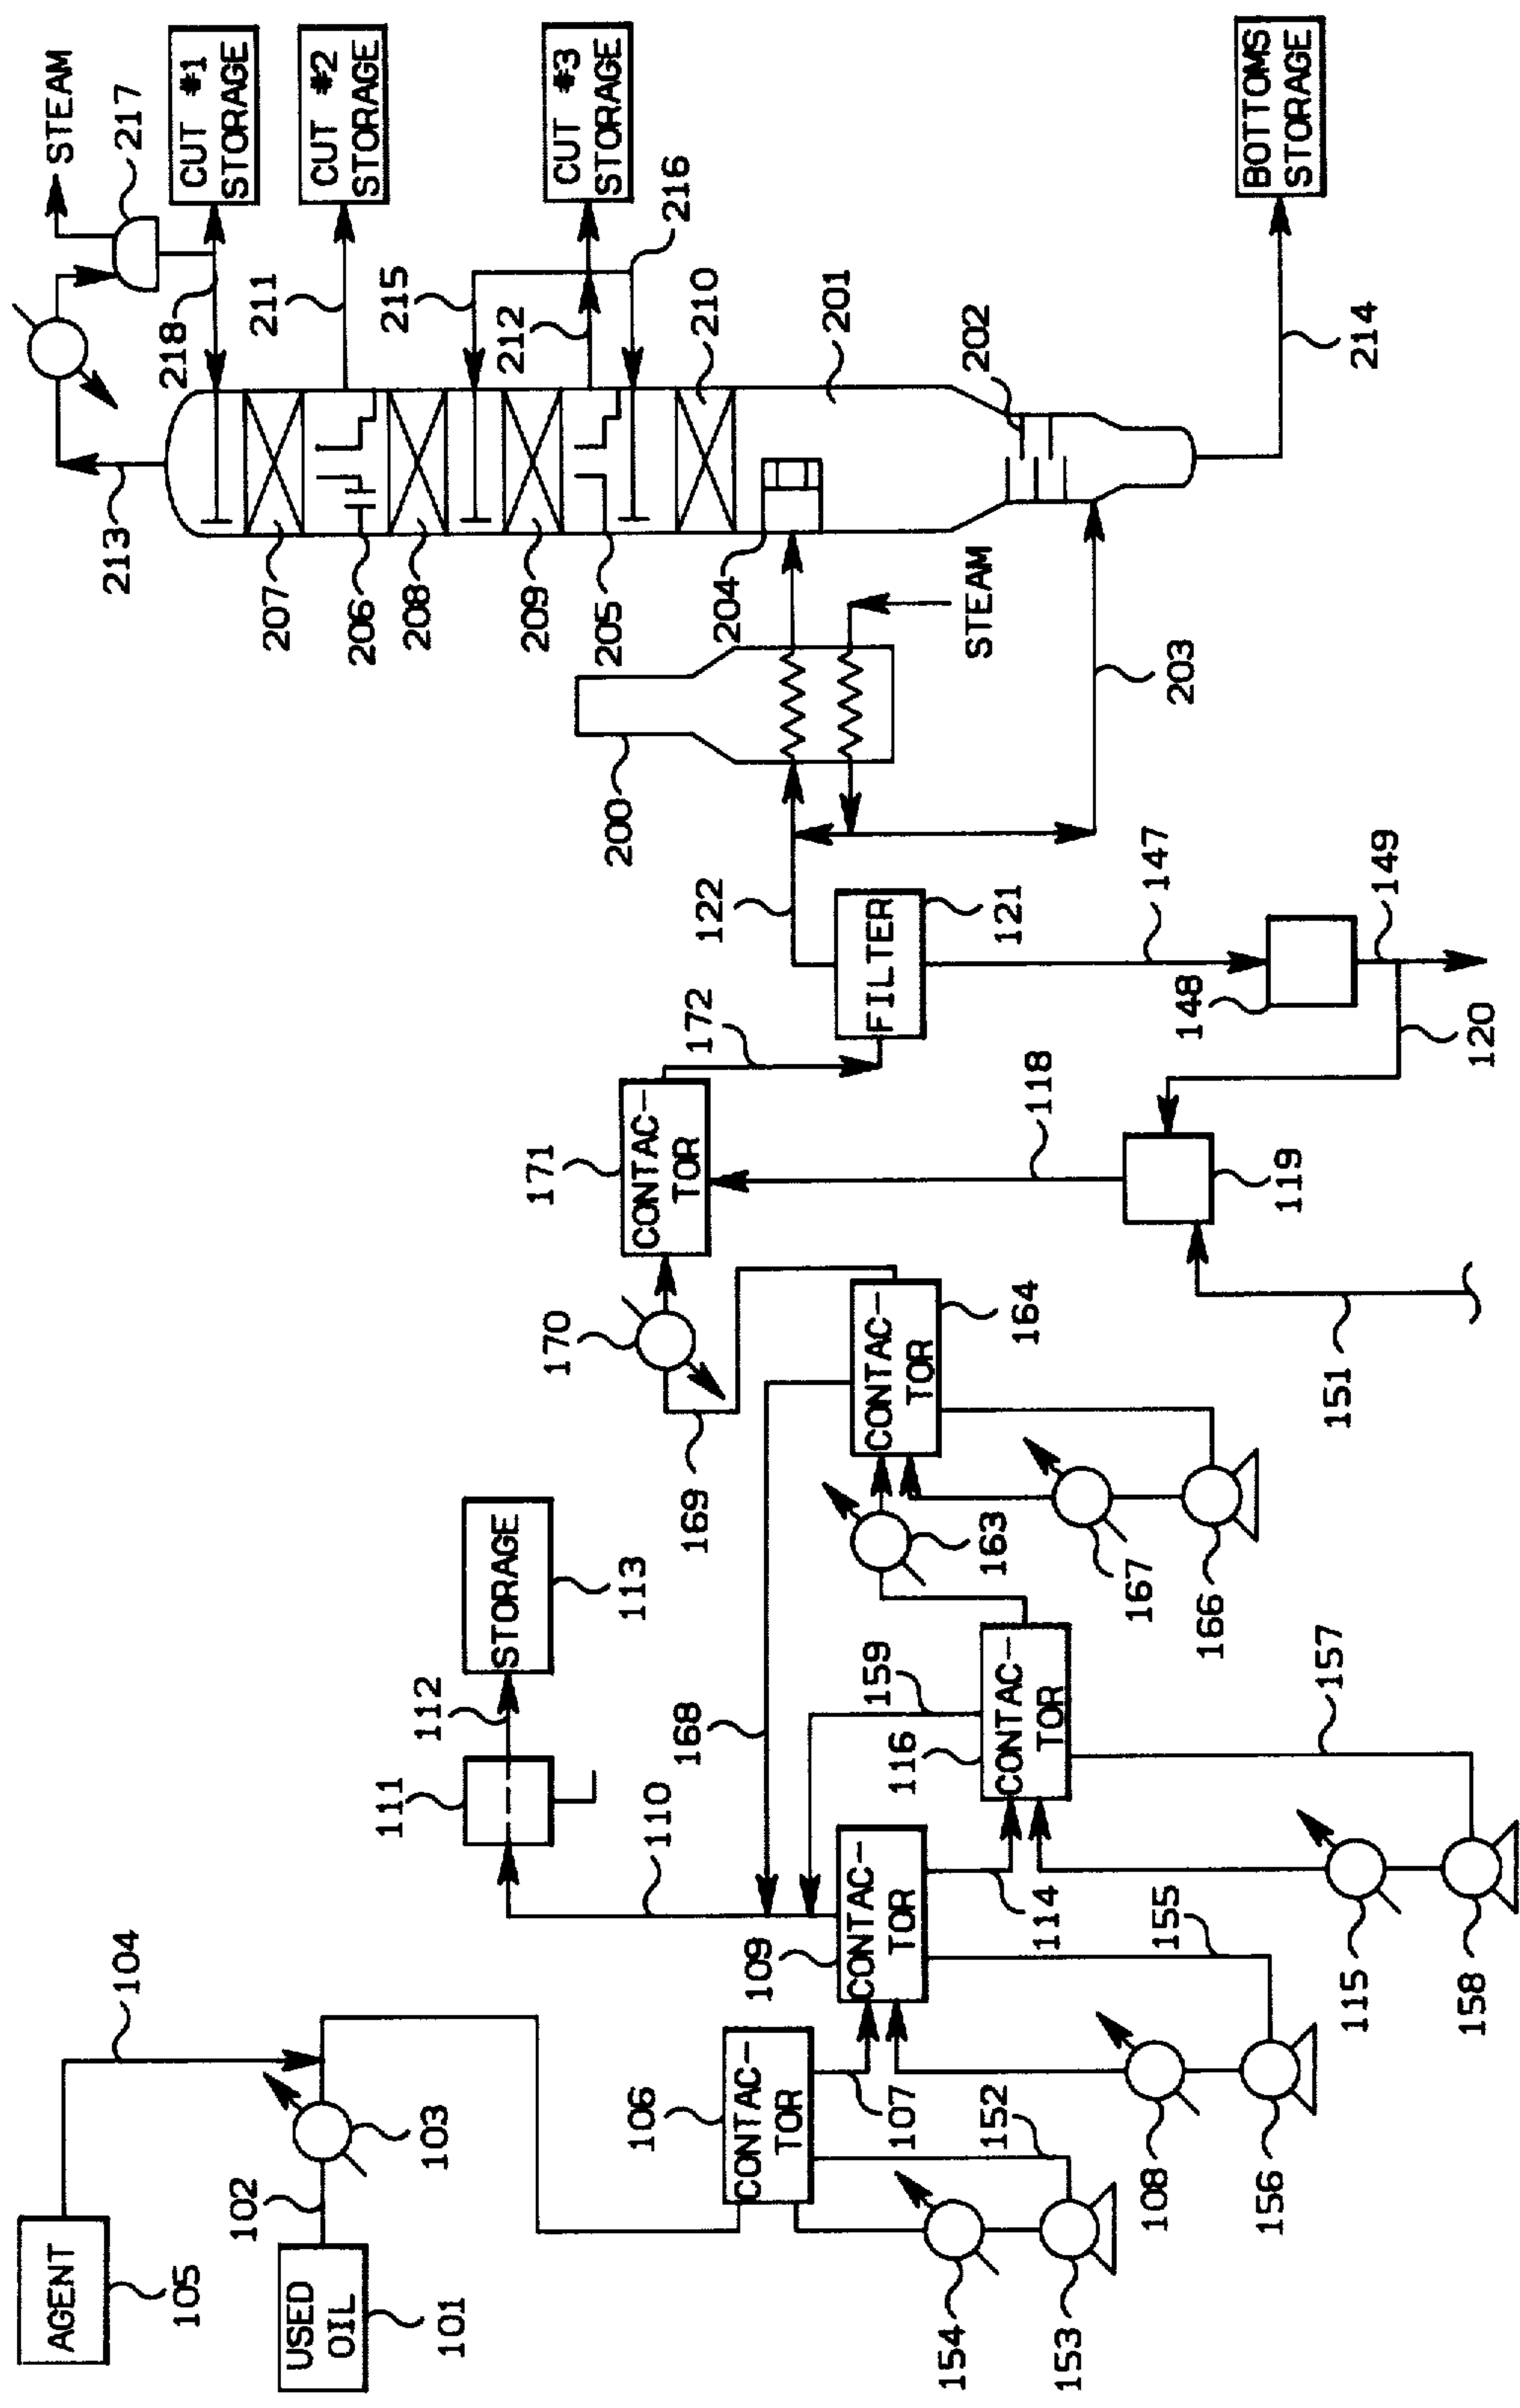 AGENT
105
104
USED
OIL
101
102
103
CONTAC-
TOR
106
107
152
154
153
CONTAC-
TOR
109
108
156
155
110
111
112
STORAGE
113
114
CONTAC-
TOR
116
115
158
157
159
168
163
CONTAC-
TOR
164
167
166
169
170
CONTAC-
TOR
171
172
118
119
151
120
FILTER
121
122
147
148
149
200
STEAM
203
204
205
209
208
206
207
213
218
217
STEAM
CUT #1
STORAGE
211
CUT #2
STORAGE
215
212
CUT #3
STORAGE
216
210
201
202
214
BOTTOMS
STORAGE